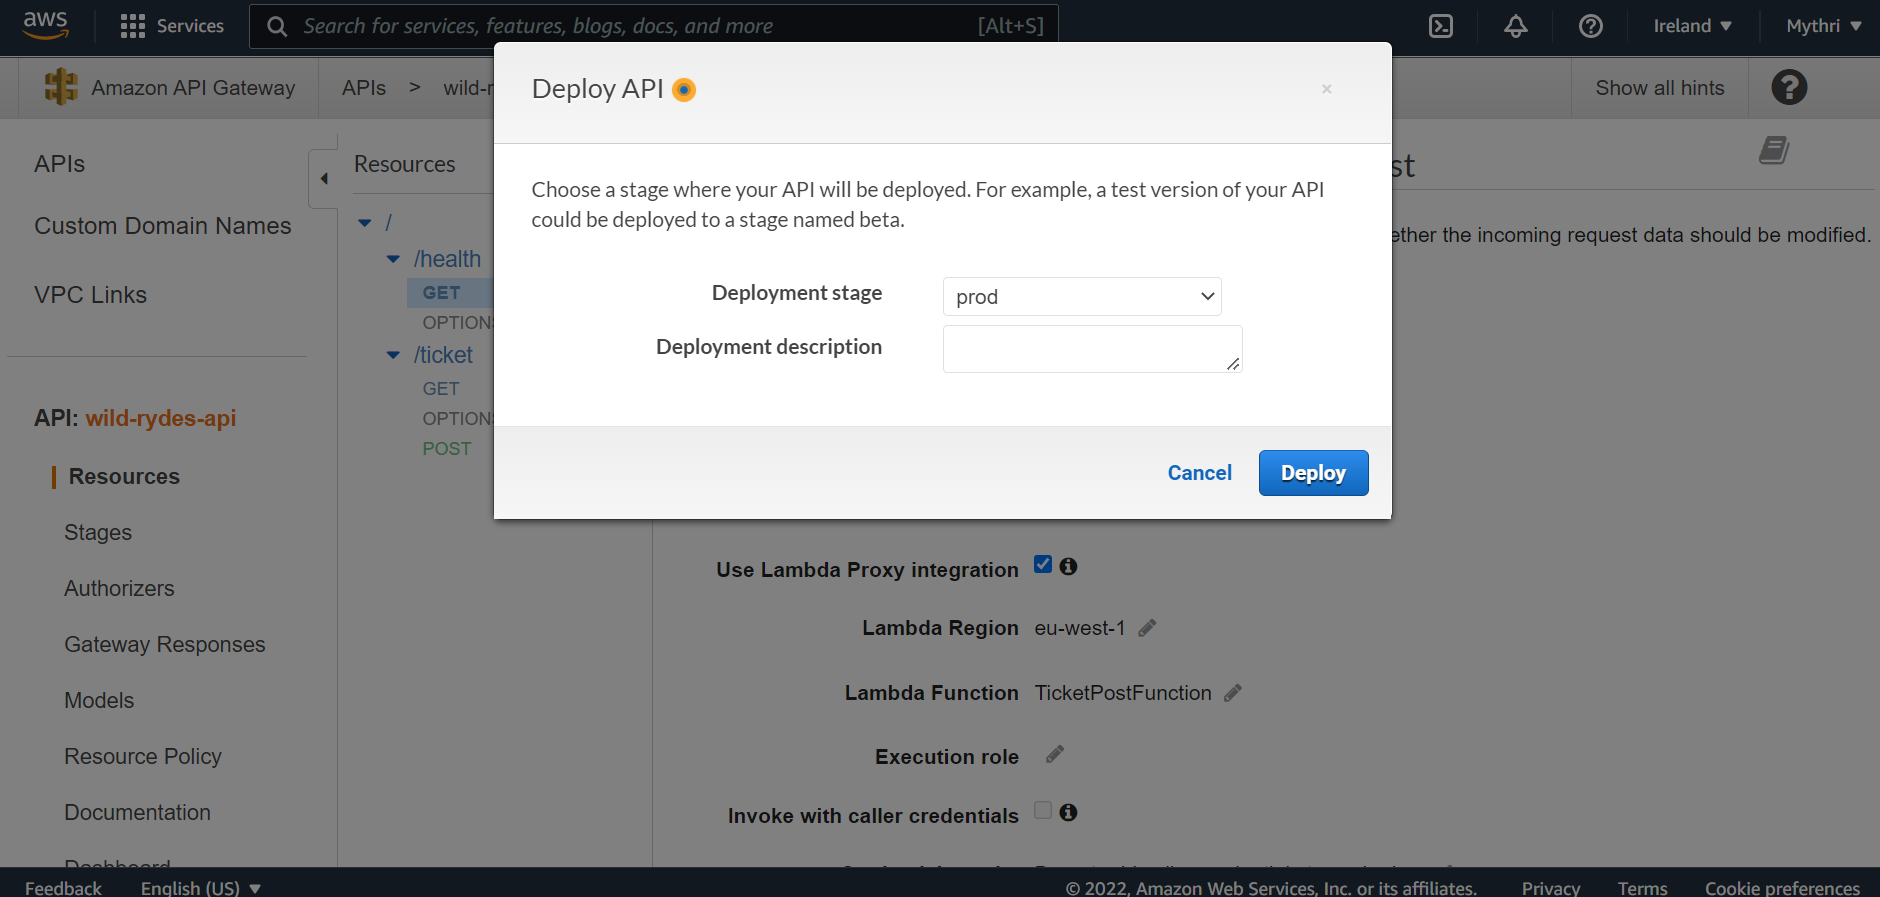 aws
Services
Search for services, features, blogs, docs, and more
[Alt+S]
Ireland
Mythri
Amazon API Gateway
APIs > wild-r
Show all hints
Deploy API
×
Choose a stage where your API will be deployed. For example, a test version of your API
could be deployed to a stage named beta.
Deployment stage
prod
Deployment description
Cancel
Deploy
APIs
Custom Domain Names
VPC Links
API: wild-rydes-api
Resources
Stages
Authorizers
Gateway Responses
Models
Resource Policy
Documentation
Dashboard
Resources
/
/health
GET
OPTIONS
/ticket
GET
OPTIONS
POST
st
ether the incoming request data should be modified.
Use Lambda Proxy integration
Lambda Region eu-west-1
Lambda Function TicketPostFunction
Execution role
Invoke with caller credentials
Feedback
English (US)
© 2022, Amazon Web Services, Inc. or its affiliates.
Privacy
Terms
Cookie preferences